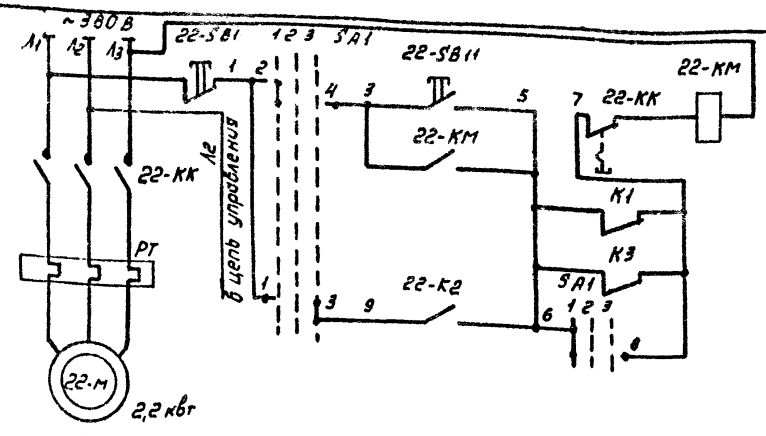 ~ 380 В
Л1
Л2
Л3
22-SB1
1 2 3
SA1
22-SB11
22-КМ
1
2
4
3
5
7
22-КК
22-КМ
Л2
в цепь управления
22-КК
К1
РТ
К3
1
3
9
22-К2
6
SA1
1 2 3
8
22-м
2,2 квт